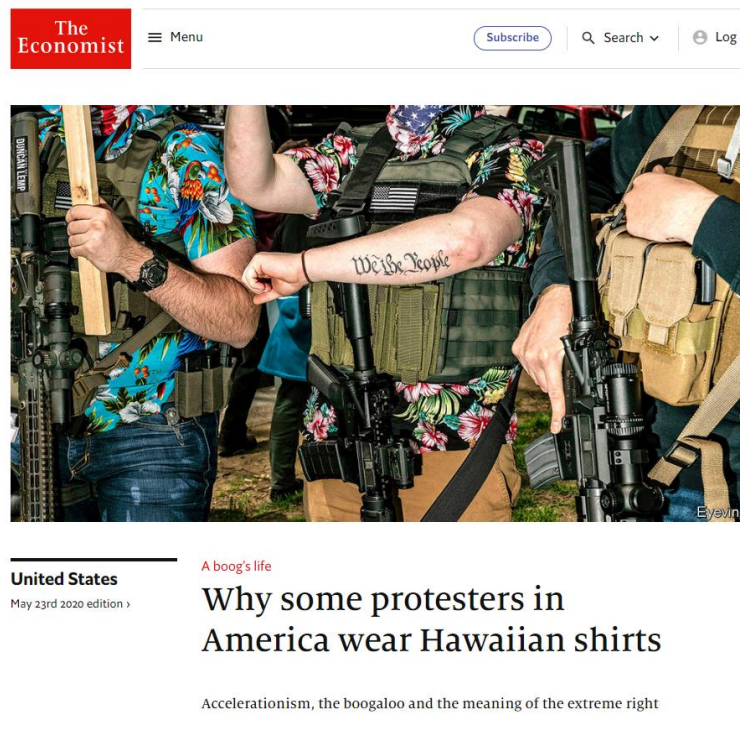 The
Economist
Menu
Subscribe
Search
Log
DUNCAN LEMP
We the People
Eyevin
United States
May 23rd 2020 edition ›
A boog's life
Why some protesters in
America wear Hawaiian shirts
Accelerationism, the boogaloo and the meaning of the extreme right